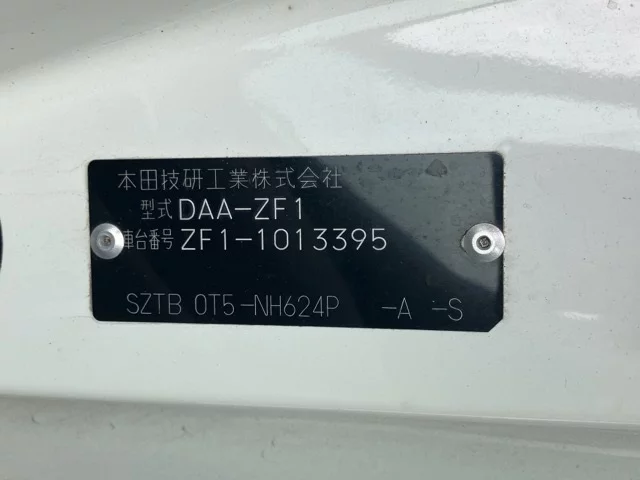 本田技研工業株式会社
型式 DAA-ZF1
車台番号 ZF1-1013395
SZTB 0T5-NH624P -A -S